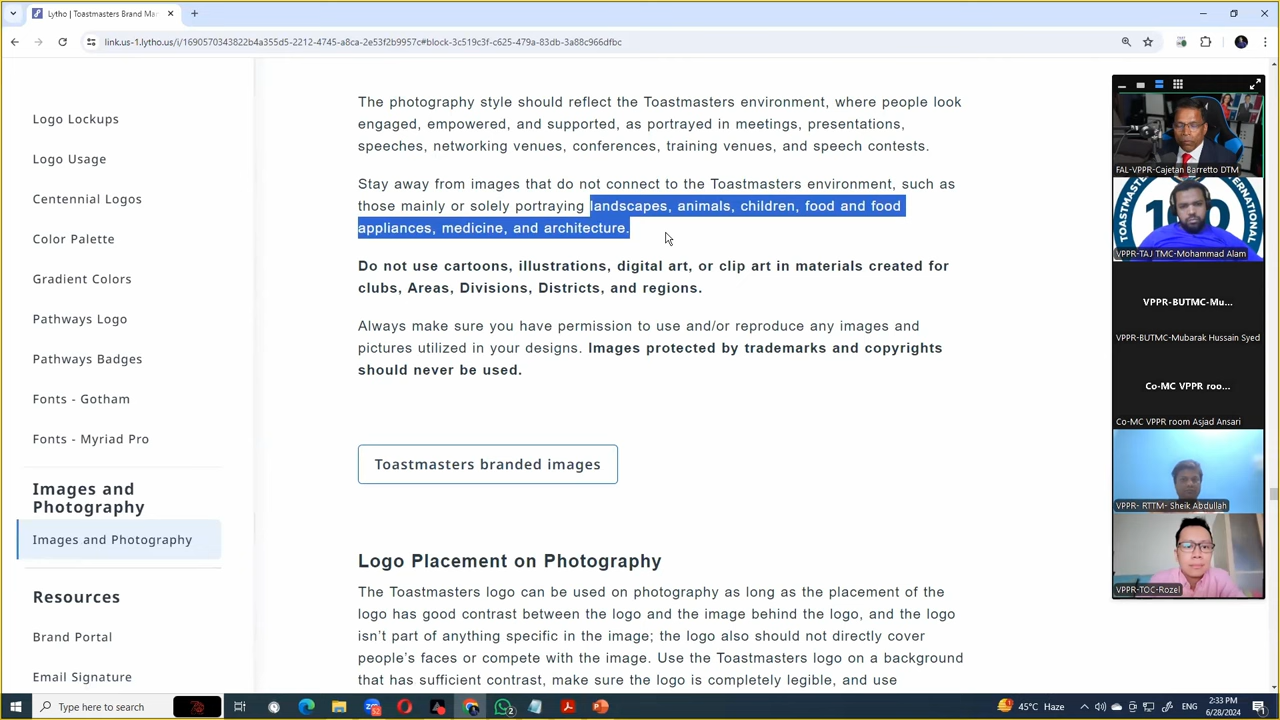 Lytho | Toastmasters Brand Ma
link.us-1.lytho.us/i/1690570343822b4a355d5-2212-4745-a8ca-2e53f2b9957c#block-3c519c3f-c625-479a-83db-3a88c966dfbc
Logo Lockups
Logo Usage
Centennial Logos
Color Palette
Gradient Colors
Pathways Logo
Pathways Badges
Fonts - Gotham
Fonts - Myriad Pro
Images and
Photography
Images and Photography
Resources
Brand Portal
Email Signature
The photography style should reflect the Toastmasters environment, where people look
engaged, empowered, and supported, as portrayed in meetings, presentations,
speeches, networking venues, conferences, training venues, and speech contests.
Stay away from images that do not connect to the Toastmasters environment, such as
those mainly or solely portraying landscapes, animals, children, food and food
appliances, medicine, and architecture.
Do not use cartoons, illustrations, digital art, or clip art in materials created for
clubs, Areas, Divisions, Districts, and regions.
Always make sure you have permission to use and/or reproduce any images and
pictures utilized in your designs. Images protected by trademarks and copyrights
should never be used.
Toastmasters branded images
Logo Placement on Photography
The Toastmasters logo can be used on photography as long as the placement of the
logo has good contrast between the logo and the image behind the logo, and the logo
isn't part of anything specific in the image; the logo also should not directly cover
people's faces or compete with the image. Use the Toastmasters logo on a background
that has sufficient contrast, make sure the logo is completely legible, and use
FAL-VPPR-Cajetan Barretto DTM
VPPR-TAJ TMC-Mohammad Alam
VPPR-BUTMC-Mu...
VPPR-BUTMC-Mubarak Hussain Syed
Co-MC VPPR roo...
Co-MC VPPR room Asjad Ansari
VPPR- RTTM- Sheik Abdullah
VPPR-TOC-Rozel
Type here to search
45°C Haze
ENG
2:33 PM
6/28/2024